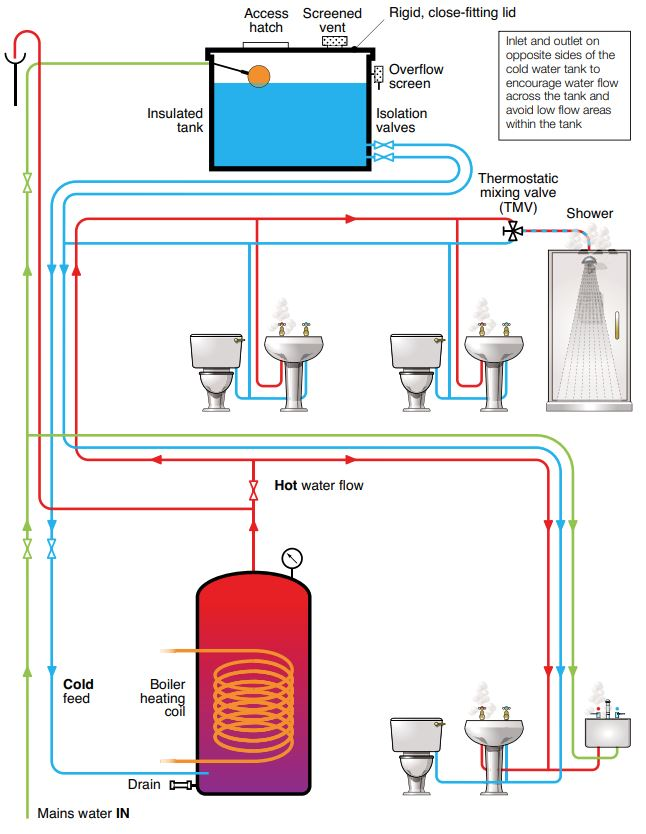 Access
hatch
Screened
vent
Rigid, close-fitting lid
Inlet and outlet on
opposite sides of the
cold water tank to
encourage water flow
across the tank and
avoid low flow areas
within the tank
Overflow
screen
Insulated
tank
Isolation
valves
Thermostatic
mixing valve
(TMV)
Shower
Hot water flow
Cold
feed
Boiler
heating
coil
Drain
Mains water IN